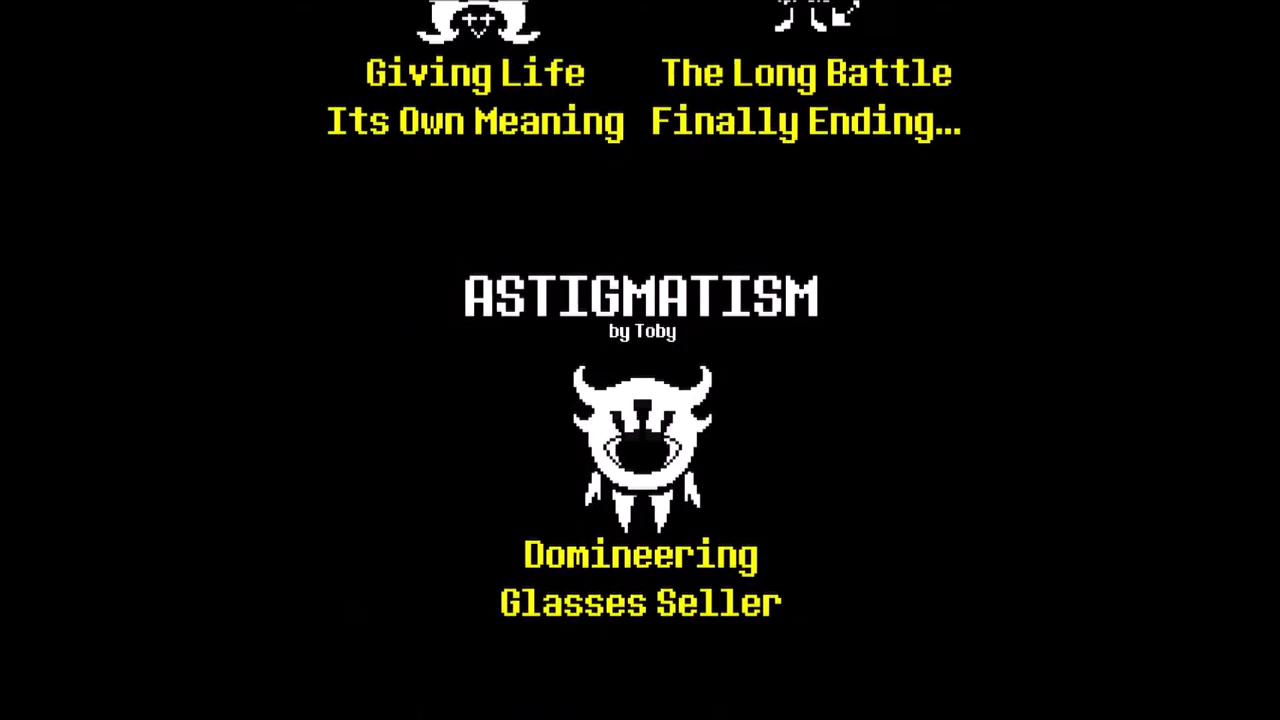 Giving Life
Its Own Meaning
The Long Battle
Finally Ending...
ASTIGMATISM
by Toby
Domineering
Glasses Seller